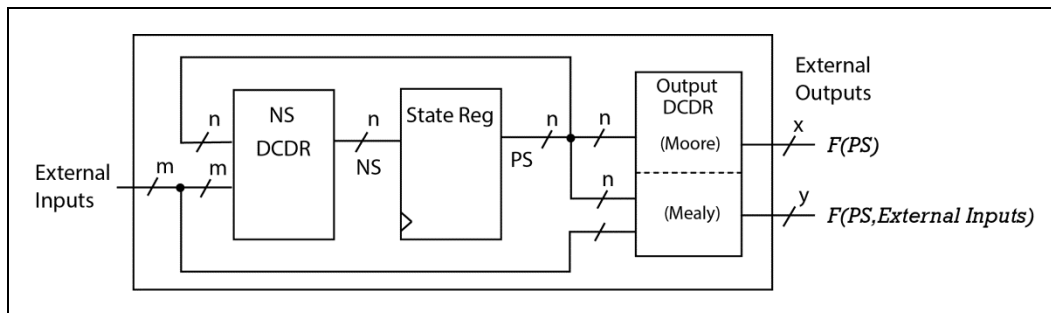 External
Inputs
m
m
n
NS
DCDR
n
NS
State Reg
n
PS
n
n
Output
DCDR
(Moore)
(Mealy)
External
Outputs
x
F(PS)
y
F(PS,External Inputs)